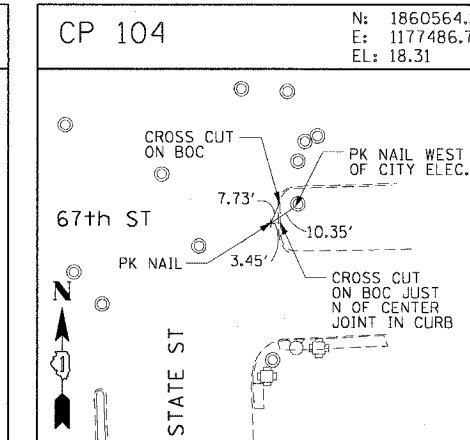 CP 104
N: 1860564.
E: 1177486.7
EL: 18.31
CROSS CUT
ON BOC
PK NAIL WEST
OF CITY ELEC.
7.73'
67th ST
10.35'
PK NAIL
3.45'
CROSS CUT
ON BOC JUST
N OF CENTER
JOINT IN CURB
N
1
STATE ST